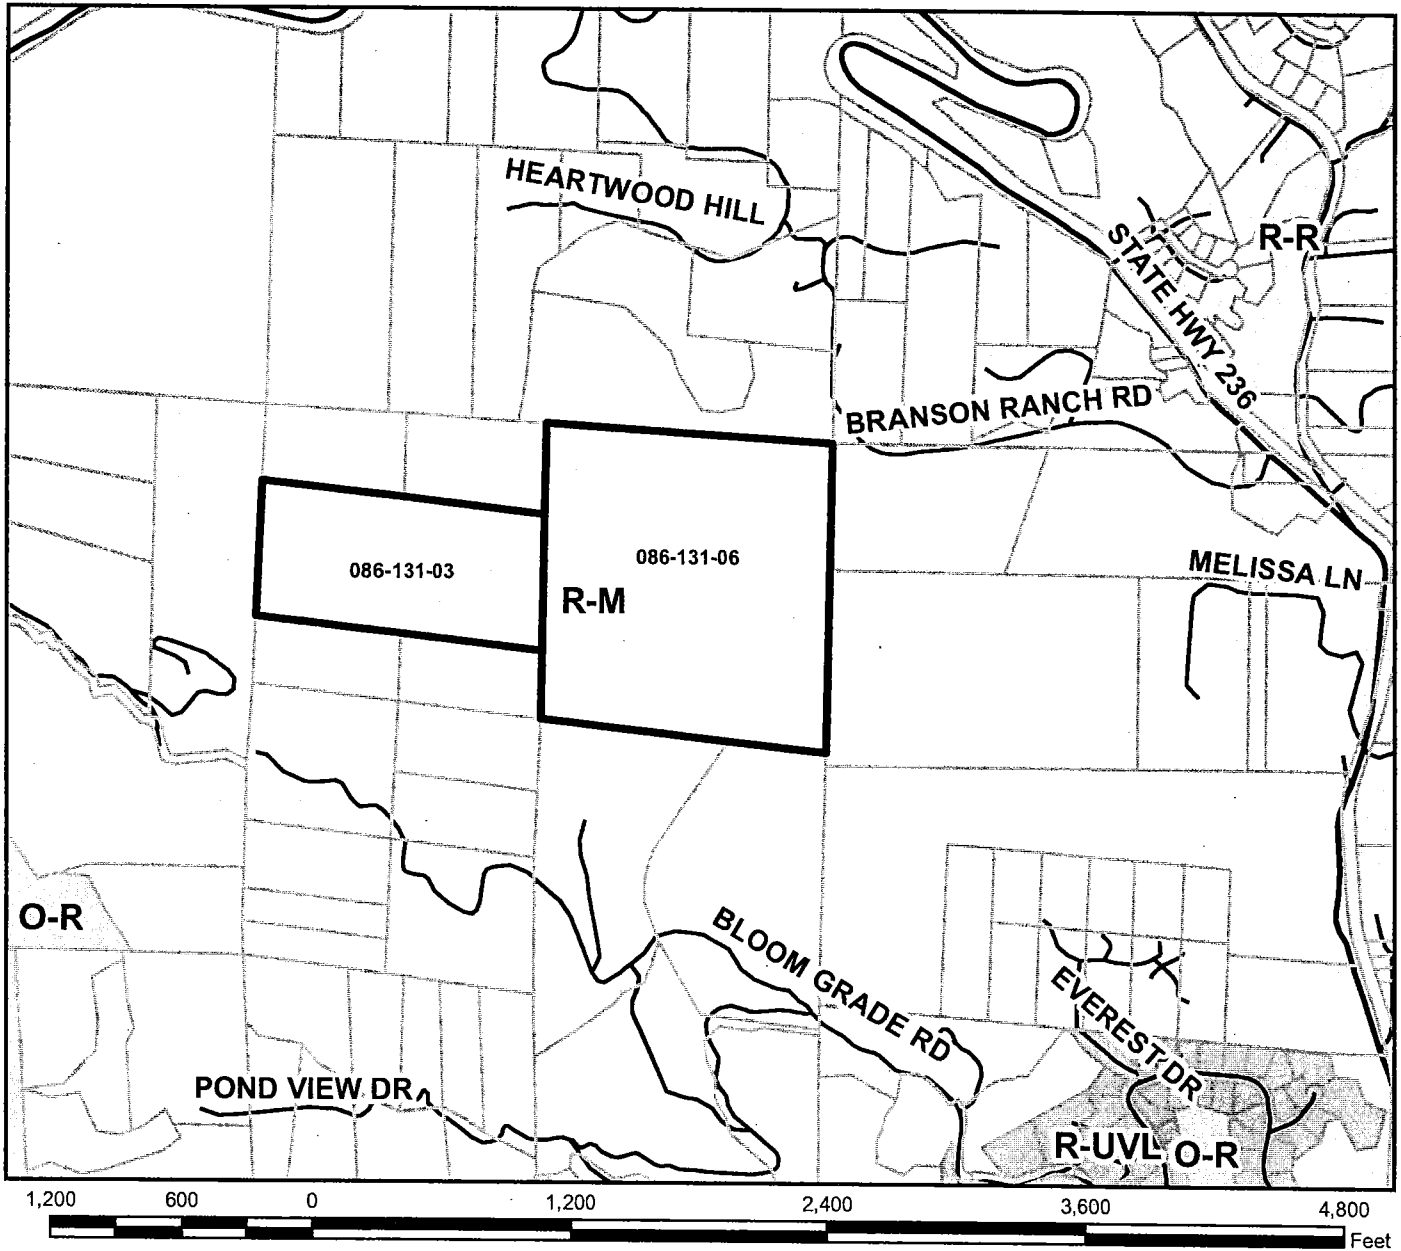 HEARTWOOD HILL
R-R
STATE HWY 236
BRANSON RANCH RD
086-131-03
086-131-06
MELISSA LN
R-M
O-R
BLOOM GRADE RD
EVEREST DR
POND VIEW DR
R-UVL O-R
1,200 600 0 1,200 2,400 3,600 4,800
Feet